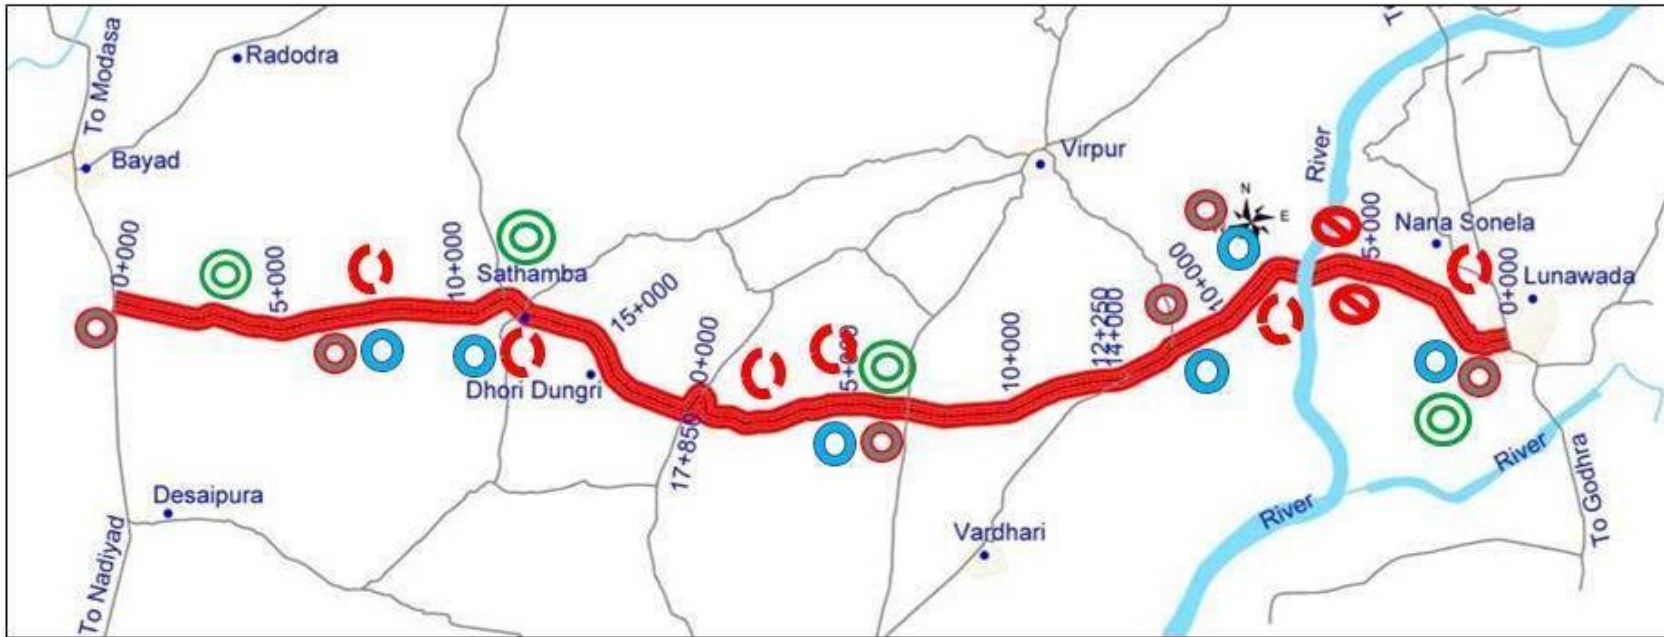 To Modasa
Radodra
Bayad
0+000
5+000
10+000
Sathamba
15+000
Dhori Dungri
0+000
17+850
5+000
10+000
12+250
14+000
Virpur
10+000
N
E
River
5+000
Nana Sonela
0+000
Lunawada
Desaipura
To Nadiyad
Vardhari
River
River
To Godhra